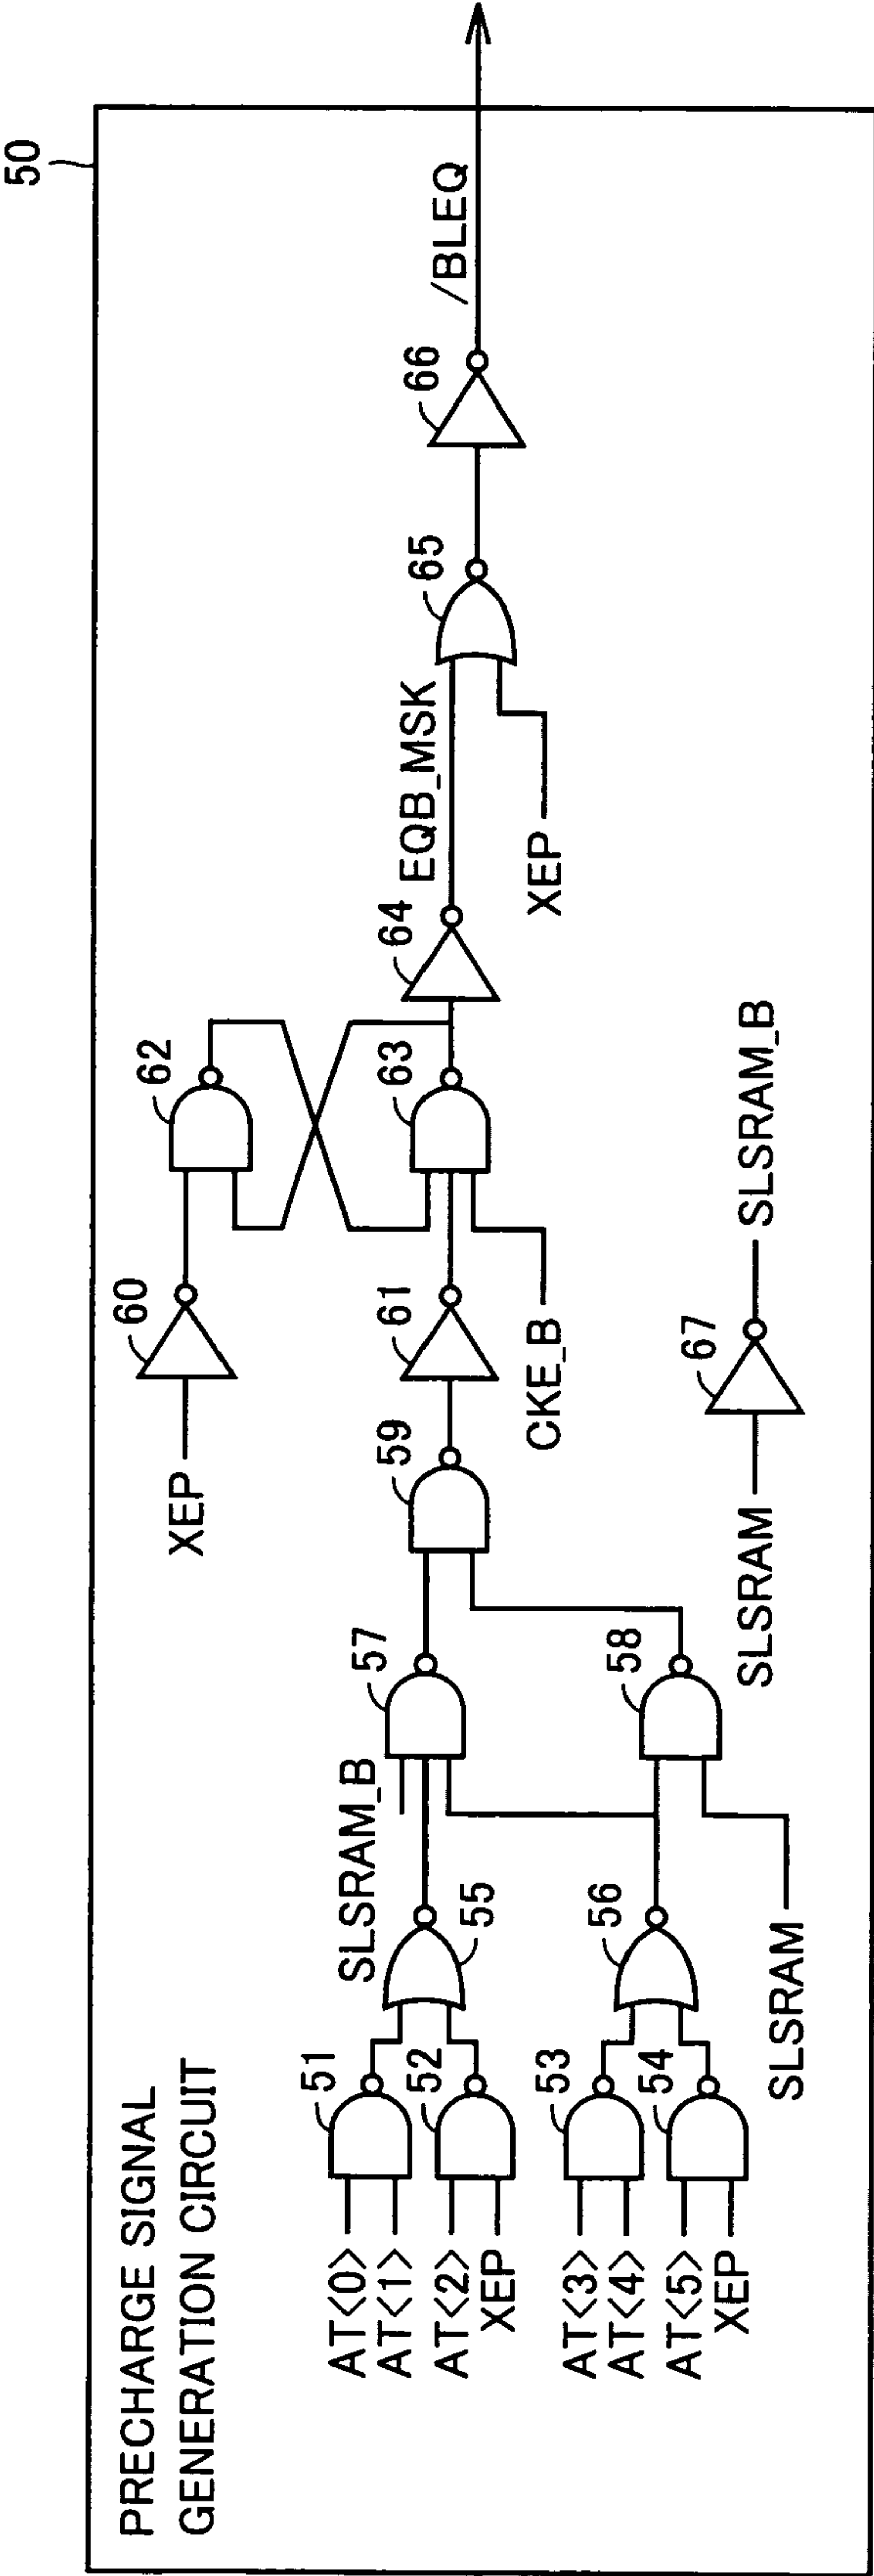 50
PRECHARGE SIGNAL
GENERATION CIRCUIT
XEP
60
62
AT<0>
AT<1>
AT<2>
XEP
51
52
SLSRAM_B
55
57
59
61
CKE_B
63
64
EQB_MSK
XEP
65
66
/BLEQ
AT<3>
AT<4>
AT<5>
XEP
53
54
56
58
SLSRAM
SLSRAM
67
SLSRAM_B